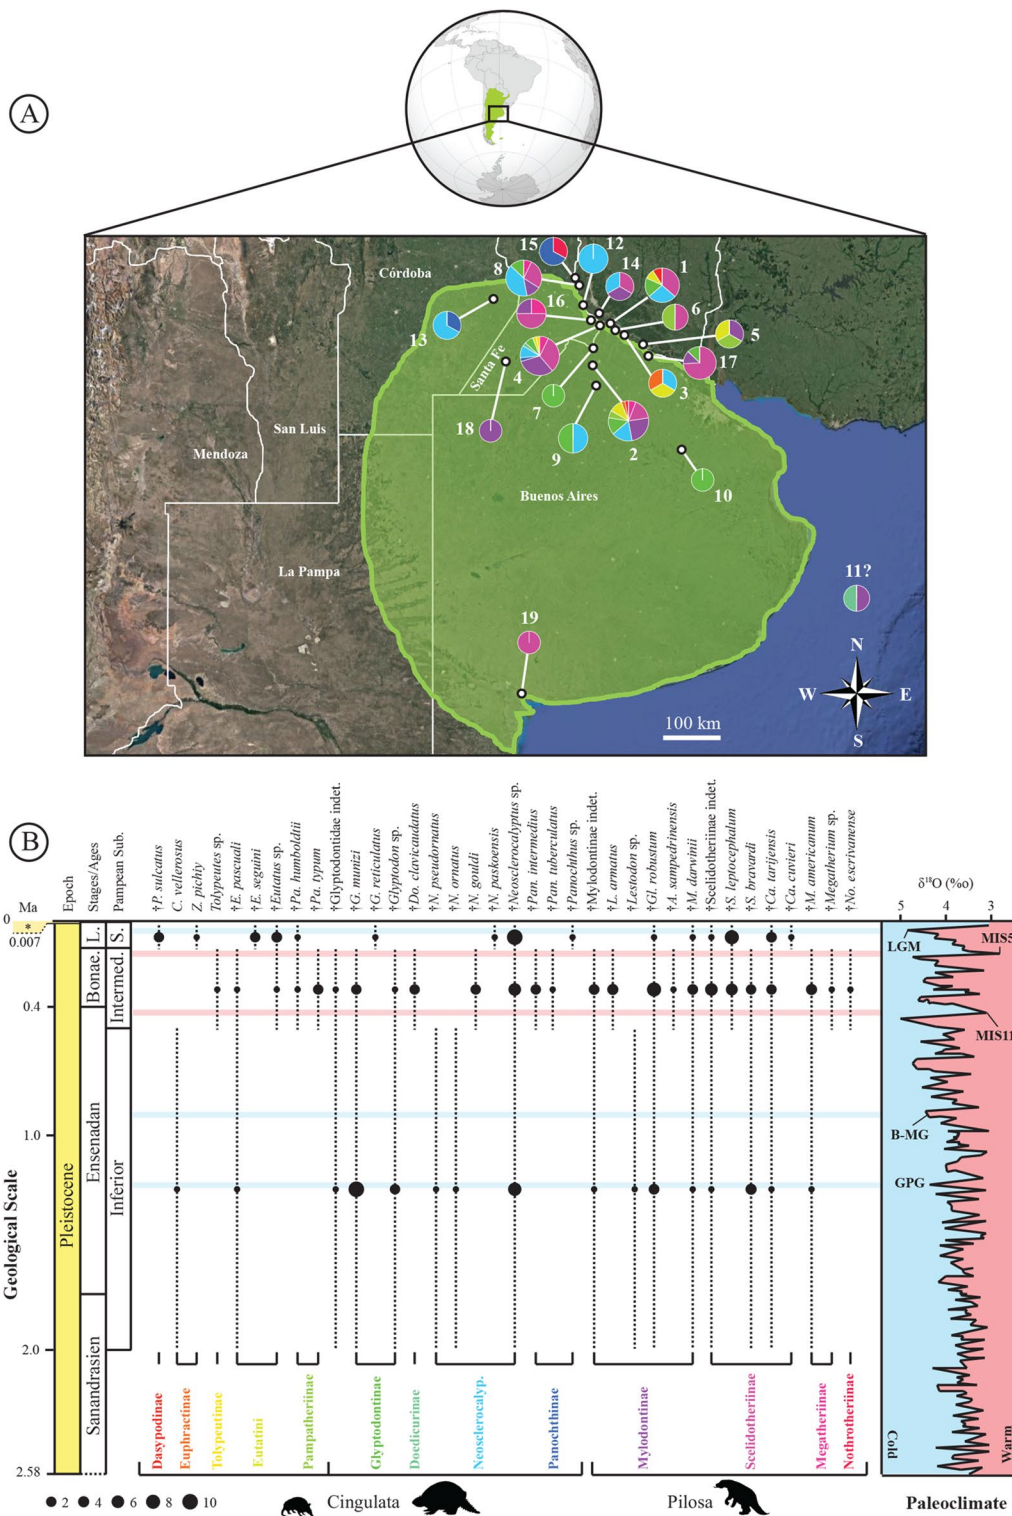 A
Córdoba
15
12
8
14
1
16
6
5
13
Santa Fe
4
17
3
7
18
San Luis
9
2
Mendoza
10
Buenos Aires
La Pampa
11?
19
N
W E
S
100 km
B
Ma
Epoch
Stages/Ages
Pampean Sub.
†P. sulcatus
C. vellerosus
Z. pichiy
Tolypeutes sp.
†E. pascuali
†E. seguini
†Eutatus sp.
†Pa. humboldtii
†Pa. typum
†Glyptodontidae indet.
†G. munizi
†G. reticulatus
†Glyptodon sp.
†Do. clavicaudatus
†N. pseudornatus
†N. ornatus
†N. gouldi
†N. paskoensis
†Neosclerocalyptus sp.
†Pan. intermedius
†Pan. tuberculatus
†Panochthus sp.
†Mylodontinae indet.
†L. armatus
†Lestodon sp.
†Gl. robustum
†A. sampedrinensis
†M. darwinii
†Scelidotheriinae indet.
†S. leptocephalum
†S. bravardi
†Ca. tarijensis
†Ca. cuvieri
†M. americanum
†Megatherium sp.
†No. escrivanense
δ¹⁸O (‰)
5 4 3
0
*
0.007
L.
S.
LGM
MIS5
Bonae.
Intermed.
0.4
MIS11
Geological Scale
Pleistocene
Ensenadan
Inferior
1.0
B-MG
GPG
2.0
Sanandrasien
2.58
Dasypodinae
Euphractinae
Tolypeutinae
Eutatini
Pampatheriinae
Glyptodontinae
Doedicurinae
Neosclerocalyp.
Panochthinae
Mylodontinae
Scelidotheriinae
Megatheriinae
Nothrotheriinae
Cold
Warm
2 4 6 8 10
Cingulata
Pilosa
Paleoclimate